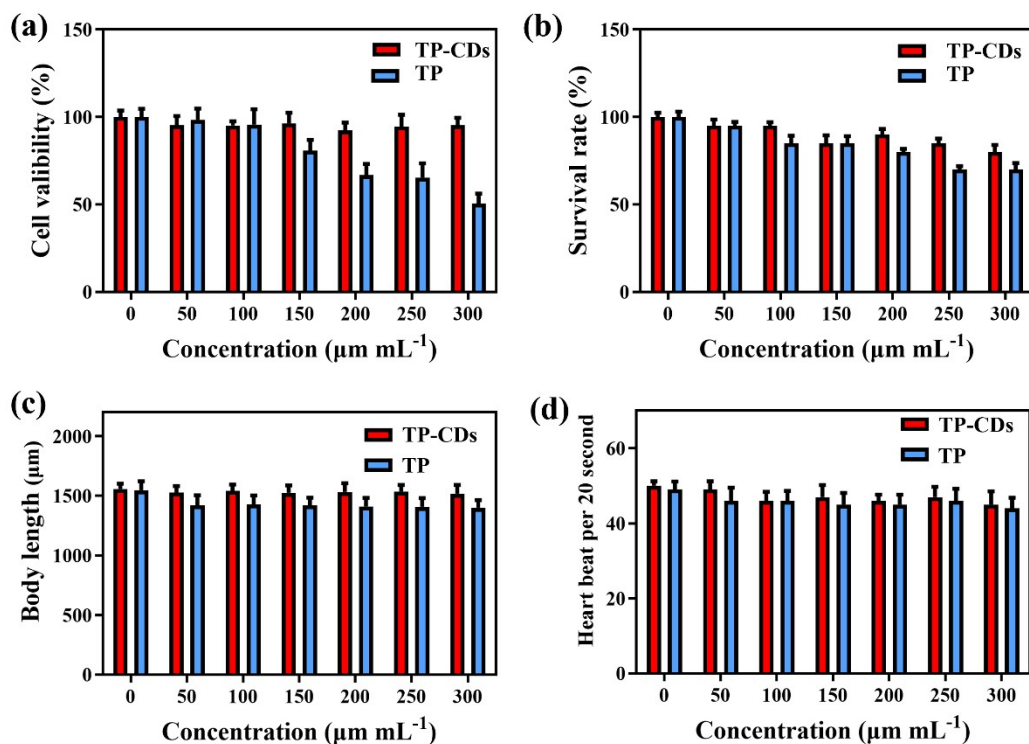 (a)
150
100
50
0
Cell valibility (%)
TP-CDs
TP
0 50 100 150 200 250 300
Concentration (μm mL⁻¹)
(b)
150
100
50
0
Survival rate (%)
TP-CDs
TP
0 50 100 150 200 250 300
Concentration (μm mL⁻¹)
(c)
2000
1500
1000
500
0
Body length (μm)
TP-CDs
TP
0 50 100 150 200 250 300
Concentration (μm mL⁻¹)
(d)
60
40
20
0
Heart beat per 20 second
TP-CDs
TP
0 50 100 150 200 250 300
Concentration (μm mL⁻¹)